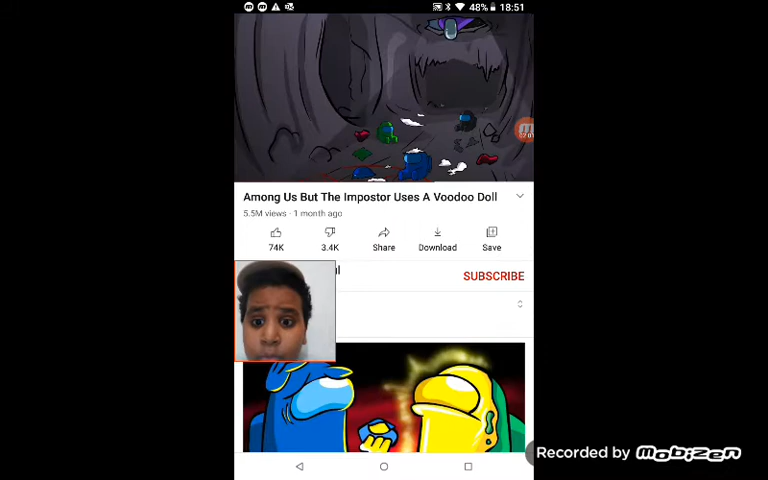 48% 18:51
Among Us But The Impostor Uses A Voodoo Doll
5.5M views · 1 month ago
74K 3.4K Share Download Save
SUBSCRIBE
Recorded by mobizen